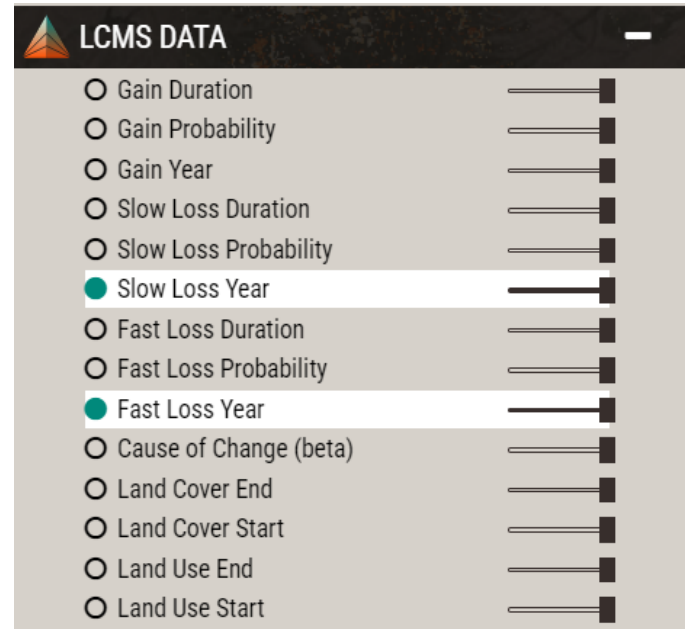 LCMS DATA
Gain Duration
Gain Probability
Gain Year
Slow Loss Duration
Slow Loss Probability
Slow Loss Year
Fast Loss Duration
Fast Loss Probability
Fast Loss Year
Cause of Change (beta)
Land Cover End
Land Cover Start
Land Use End
Land Use Start